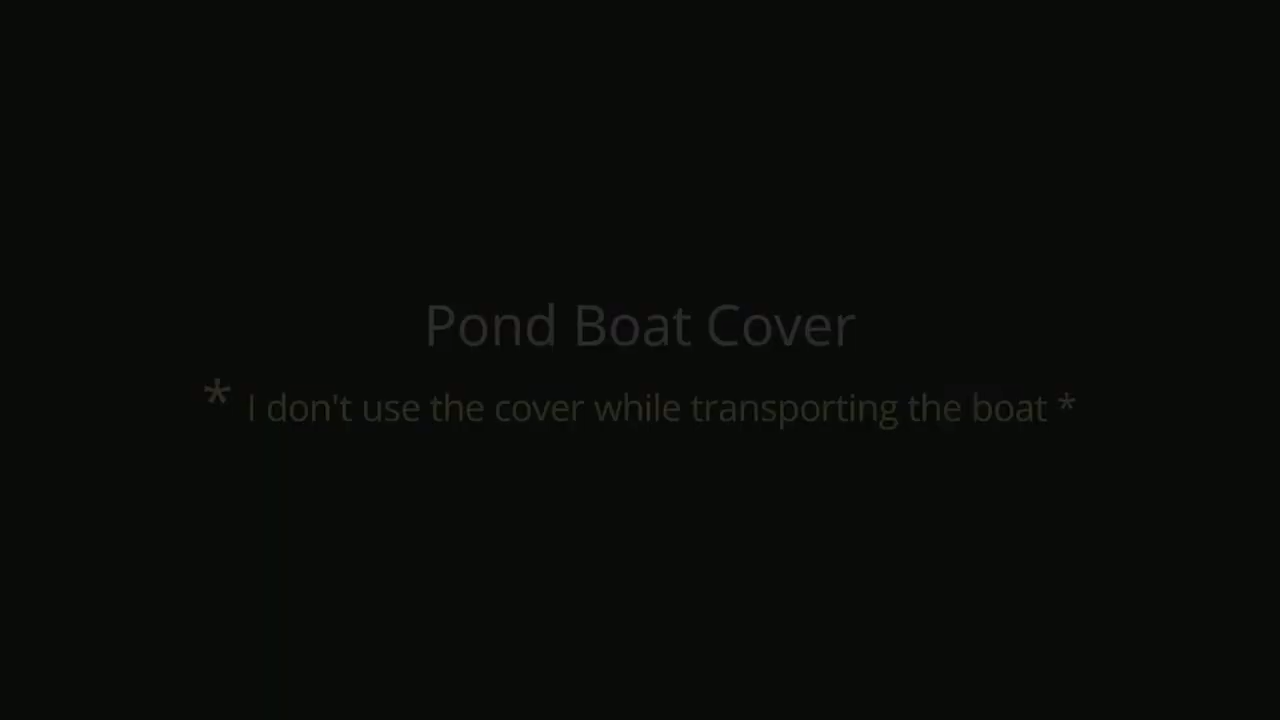 Pond Boat Cover
* I don't use the cover while transporting the boat *